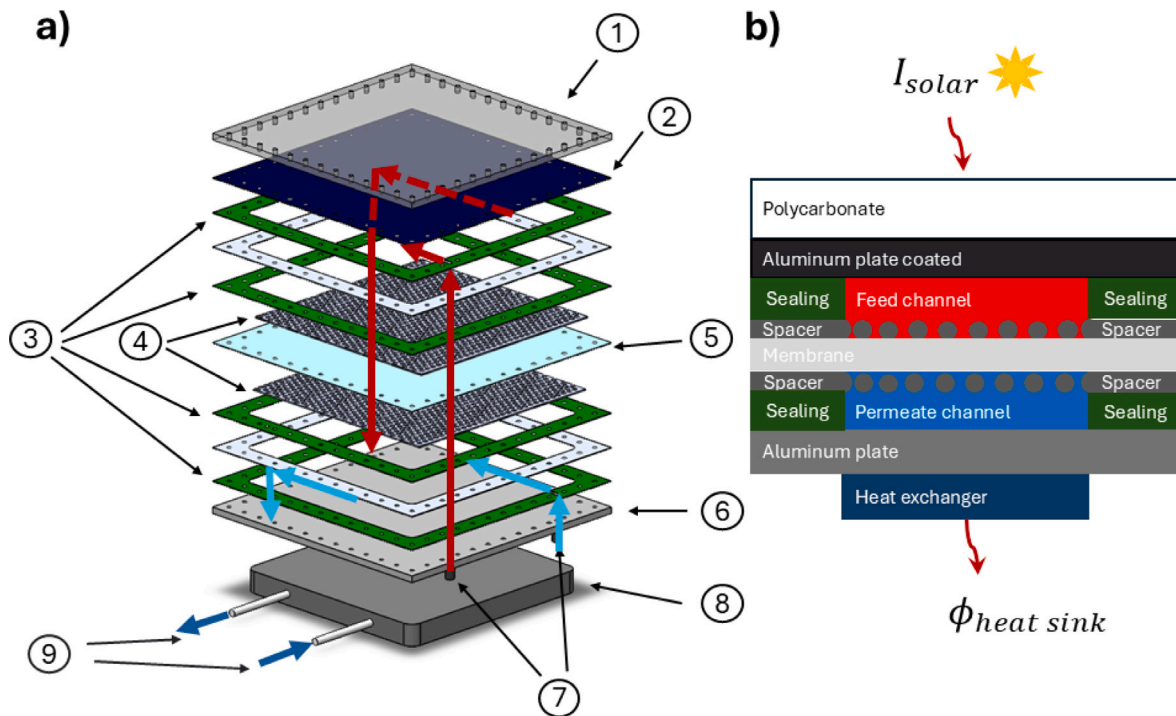 a)
1
2
3
4
5
6
7
8
9
b)
I_solar
Polycarbonate
Aluminum plate coated
Sealing Feed channel Sealing
Spacer Spacer
Membrane
Spacer Spacer
Sealing Permeate channel Sealing
Aluminum plate
Heat exchanger
ϕ_heat sink